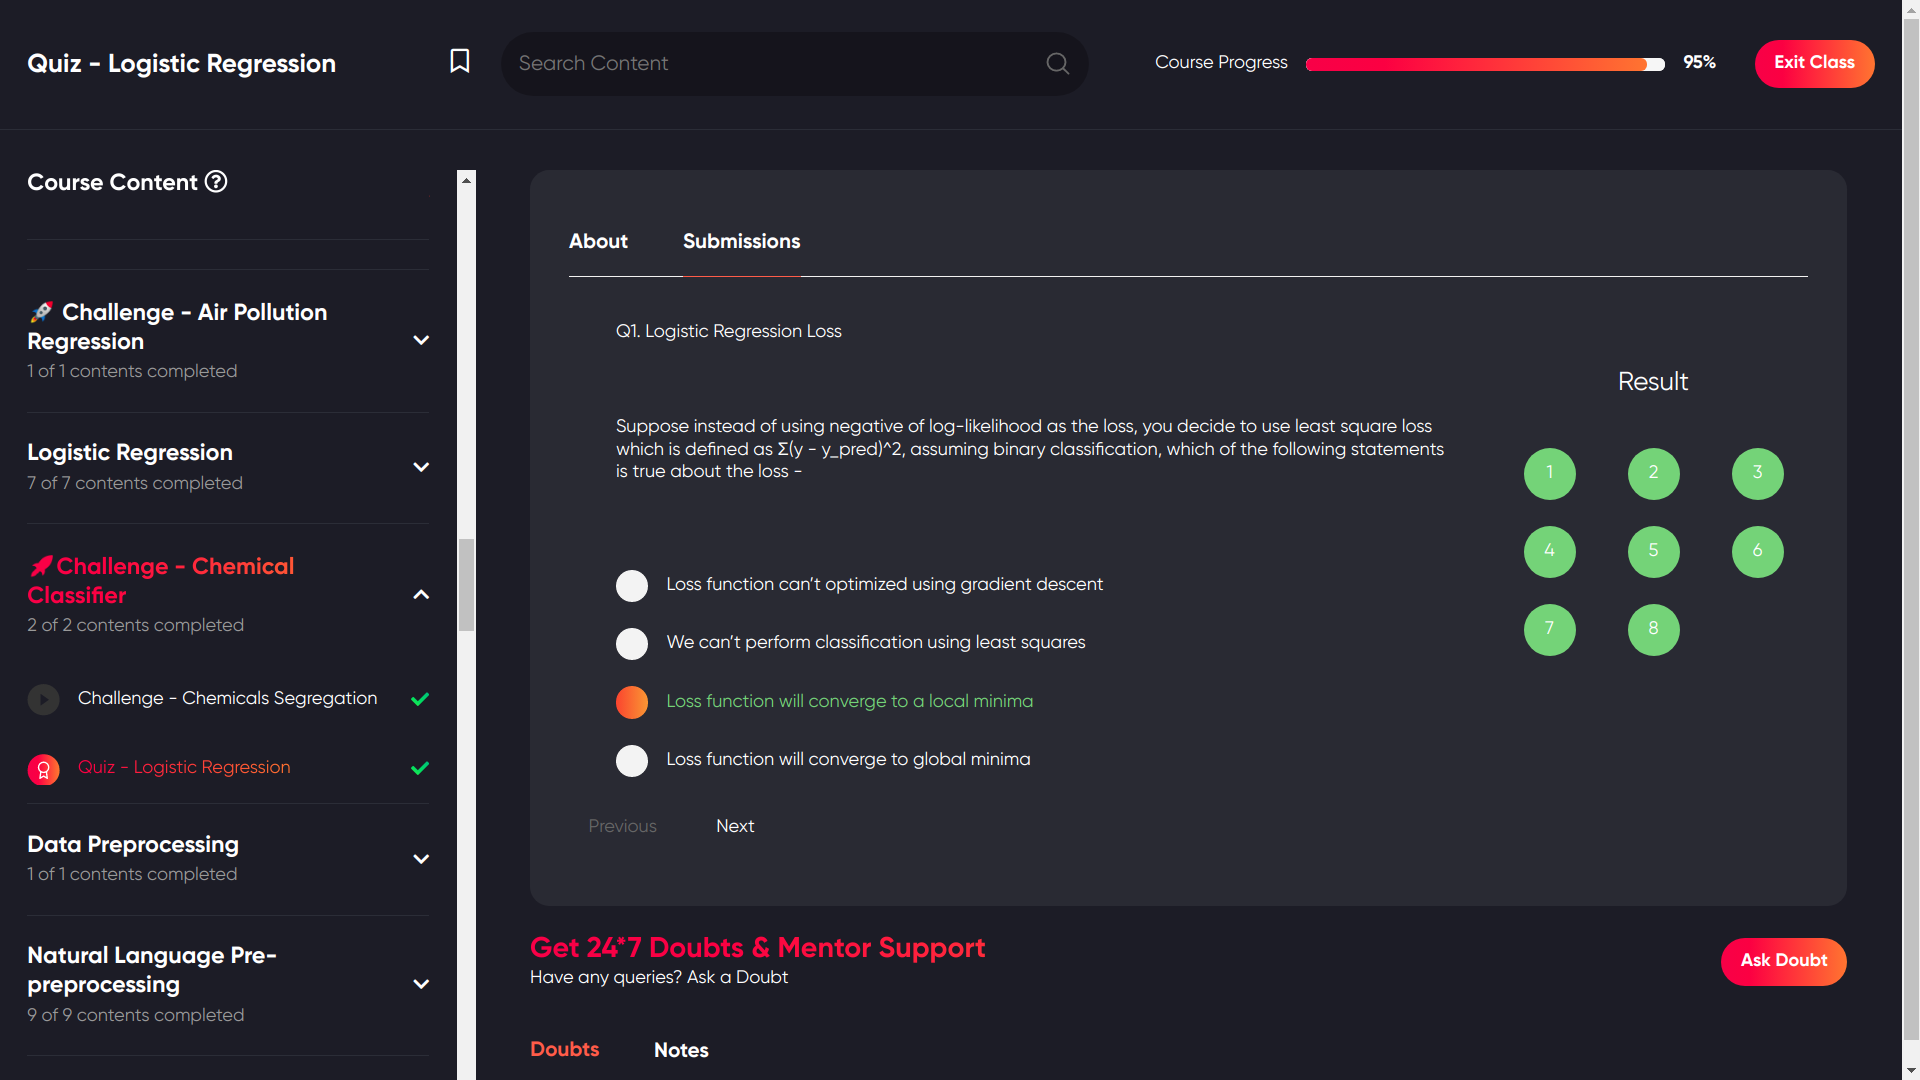 Quiz - Logistic Regression
Search Content
Course Progress
95%
Exit Class
Course Content
Challenge - Air Pollution
Regression
1 of 1 contents completed
Logistic Regression
7 of 7 contents completed
Challenge - Chemical
Classifier
2 of 2 contents completed
Challenge - Chemicals Segregation
Quiz - Logistic Regression
Data Preprocessing
1 of 1 contents completed
Natural Language Pre-
preprocessing
9 of 9 contents completed
About
Submissions
Q1. Logistic Regression Loss
Suppose instead of using negative of log-likelihood as the loss, you decide to use least square loss
which is defined as Σ(y - y_pred)^2, assuming binary classification, which of the following statements
is true about the loss -
Loss function can’t optimized using gradient descent
We can’t perform classification using least squares
Loss function will converge to a local minima
Loss function will converge to global minima
Previous
Next
Result
1 2 3
4 5 6
7 8
Get 24*7 Doubts & Mentor Support
Have any queries? Ask a Doubt
Ask Doubt
Doubts
Notes